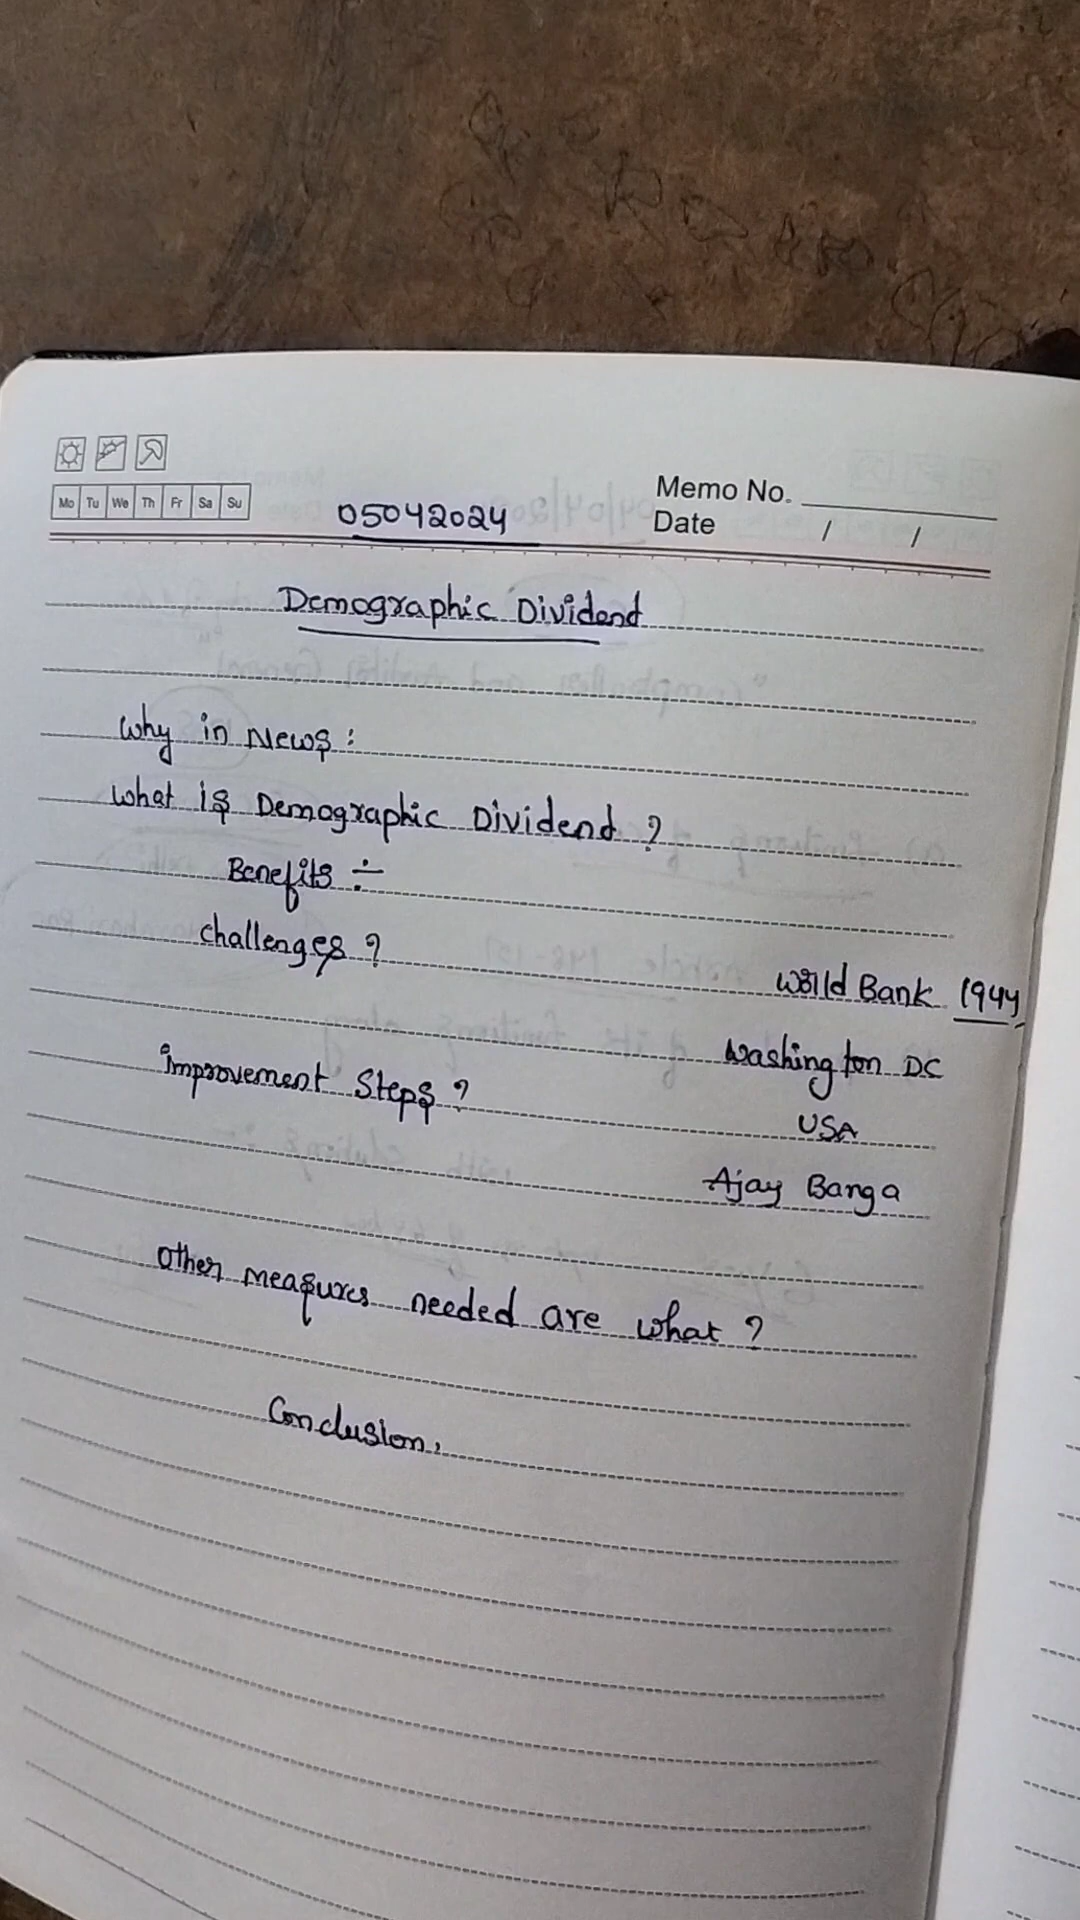 Mo Tu We Th Fr Sa Su
Memo No.
Date / /
05042024
Demographic Dividend
Why in News :
What is Demographic Dividend ?
Benefits ÷
challenges ?
World Bank 1944
Washington DC
USA
Ajay Banga
Improvement Steps ?
Other measures needed are what ?
Conclusion.